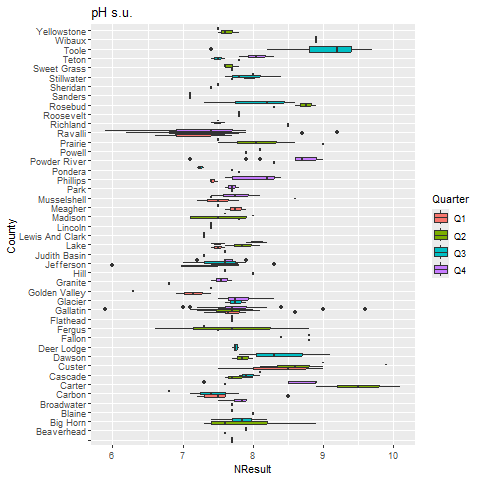 pH s.u.
Yellowstone
Wibaux
Toole
Teton
Sweet Grass
Stillwater
Sheridan
Sanders
Rosebud
Roosevelt
Richland
Ravalli
Prairie
Powell
Powder River
Pondera
Phillips
Park
Musselshell
Meagher
Madison
Lincoln
Lewis And Clark
Lake
Judith Basin
Jefferson
Hill
Granite
Golden Valley
Glacier
Gallatin
Flathead
Fergus
Fallon
Deer Lodge
Dawson
Custer
Cascade
Carter
Carbon
Broadwater
Blaine
Big Horn
Beaverhead
County
6 7 8 9 10
NResult
Quarter
Q1
Q2
Q3
Q4